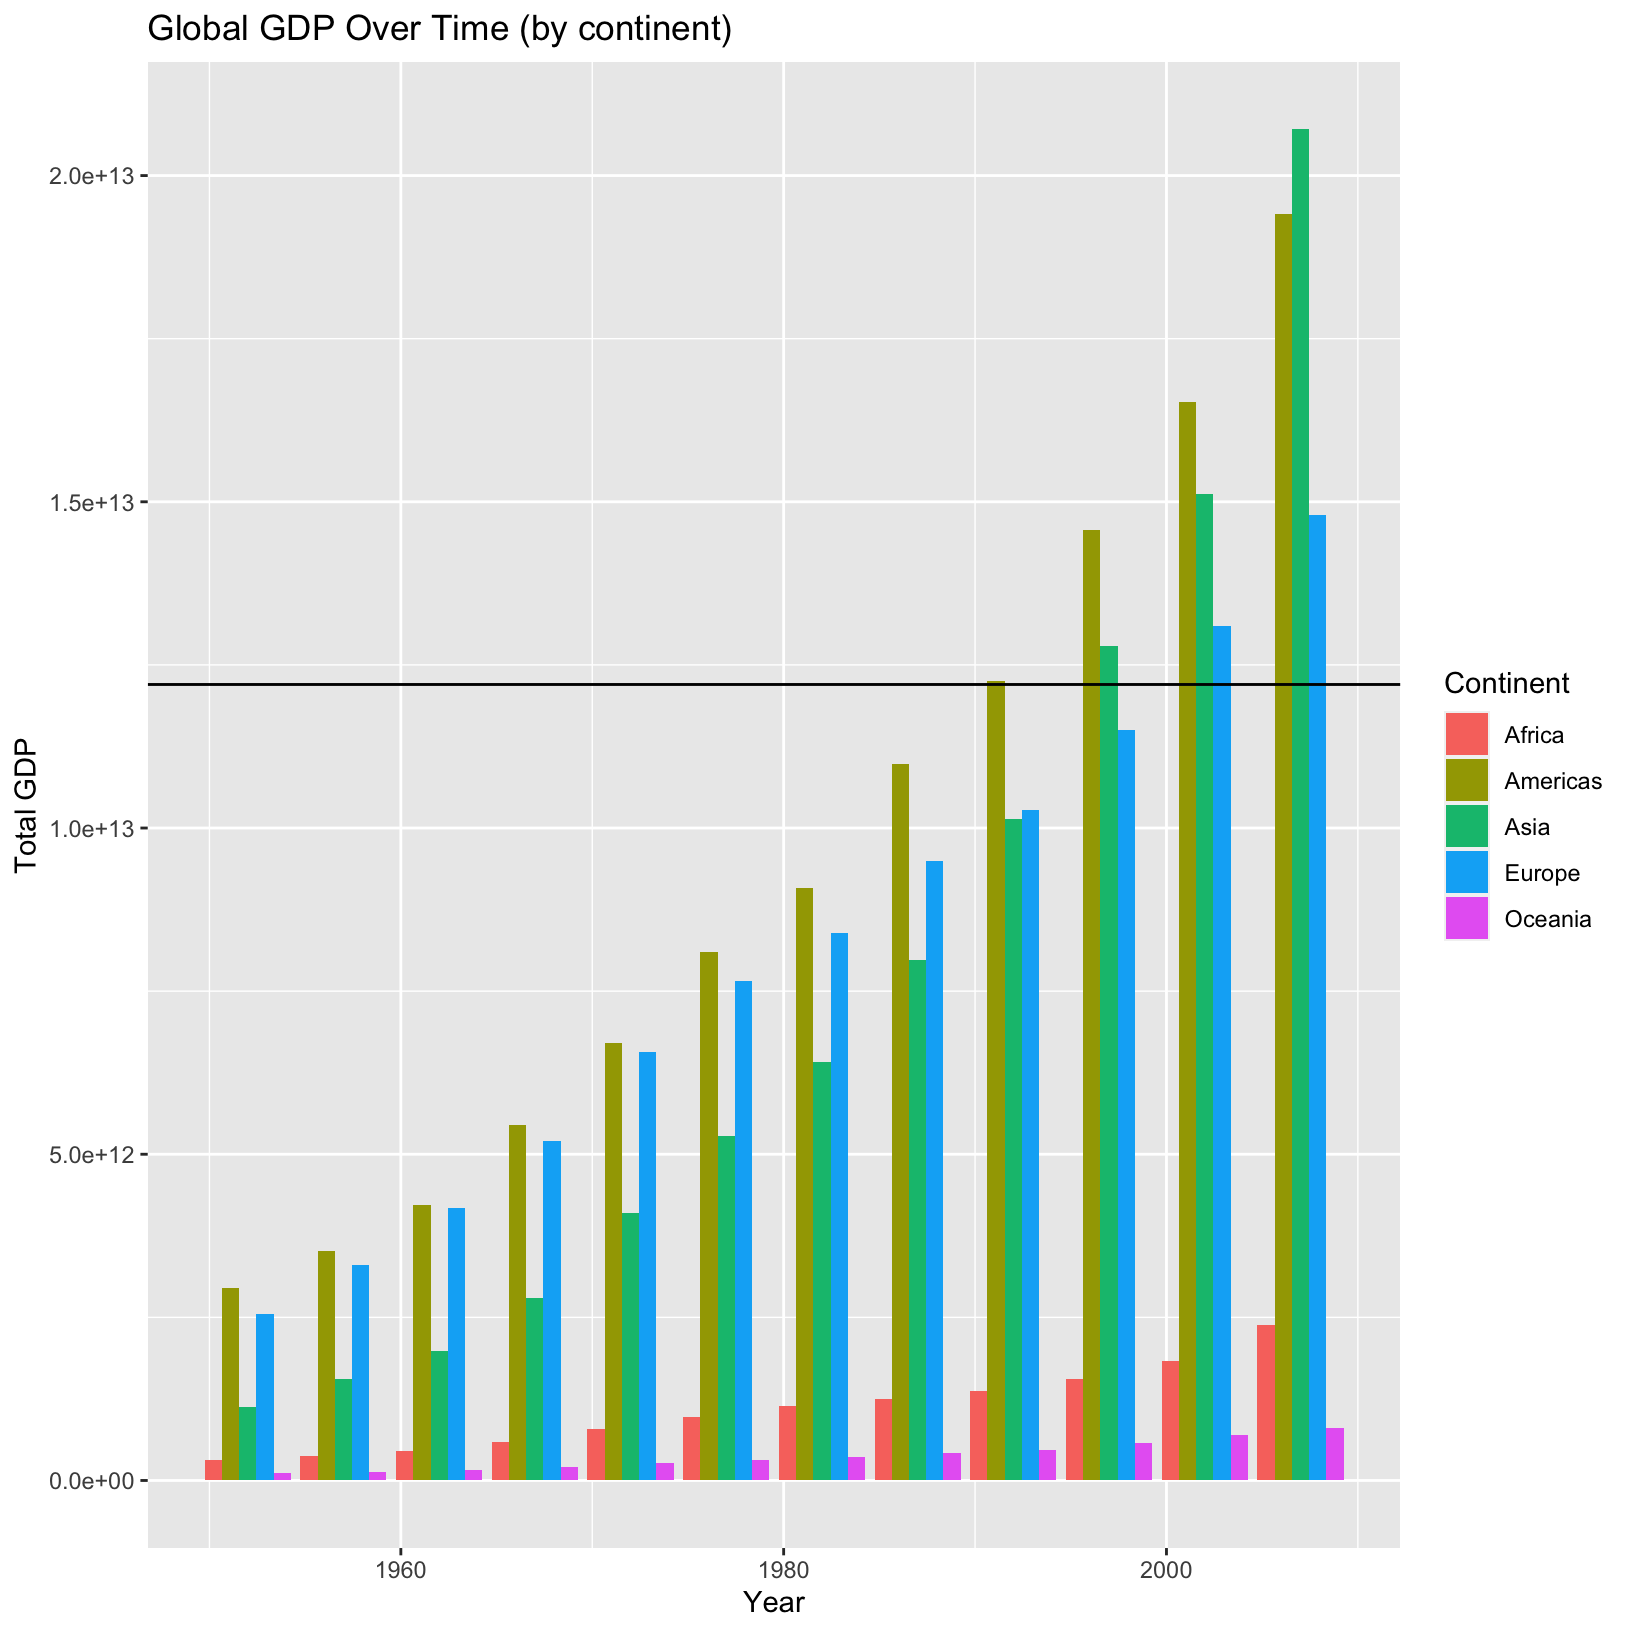 Global GDP Over Time (by continent)
Total GDP
2.0e+13
1.5e+13
1.0e+13
5.0e+12
0.0e+00
1960
1980
2000
Year
Continent
Africa
Americas
Asia
Europe
Oceania